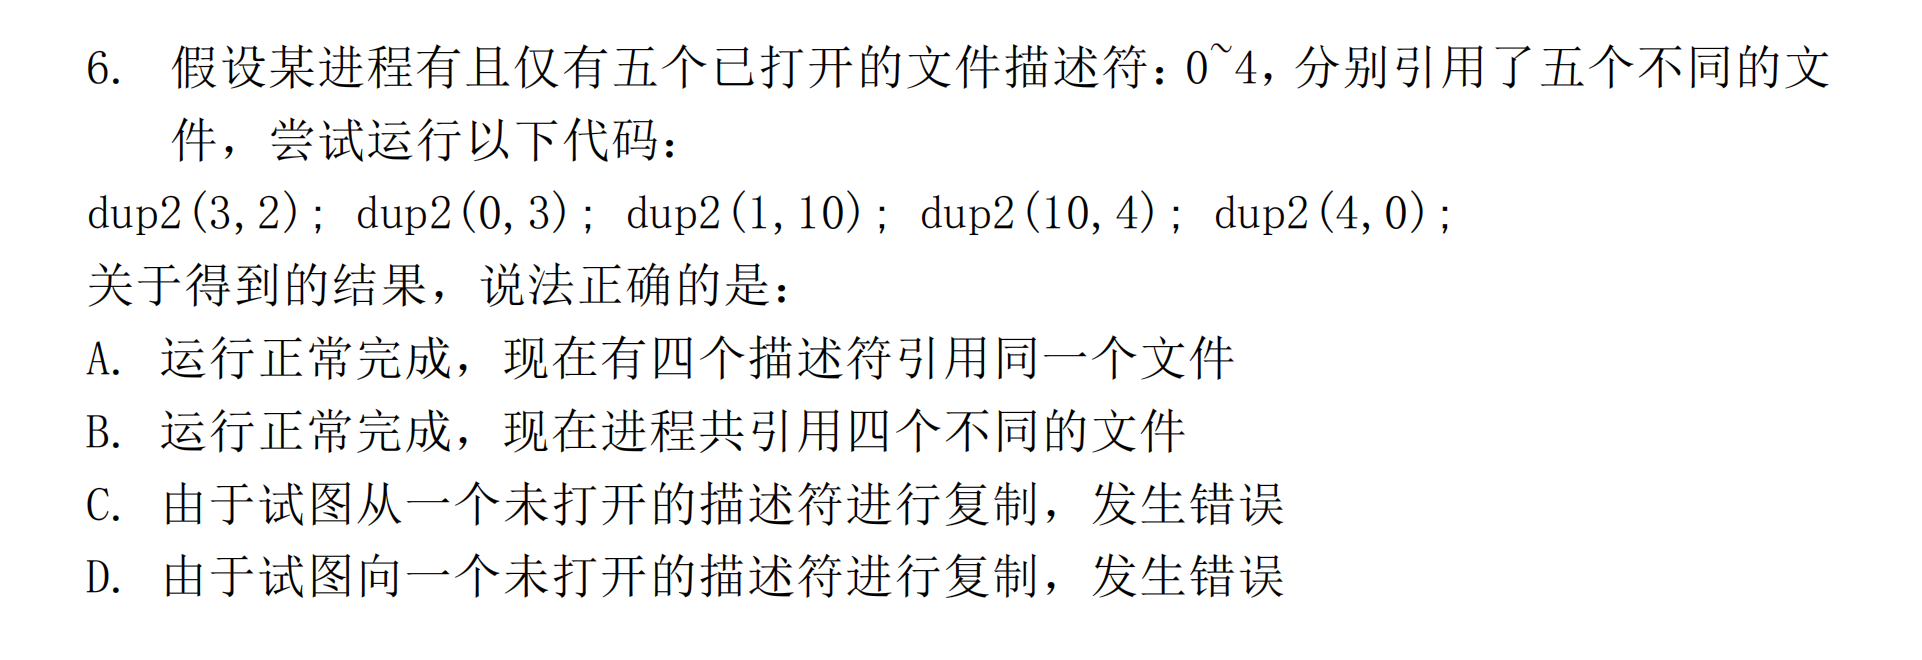 6. 假设某进程有且仅有五个已打开的文件描述符：0~4，分别引用了五个不同的文
件，尝试运行以下代码：
dup2(3,2); dup2(0,3); dup2(1,10); dup2(10,4); dup2(4,0);
关于得到的结果，说法正确的是：
A. 运行正常完成，现在有四个描述符引用同一个文件
B. 运行正常完成，现在进程共引用四个不同的文件
C. 由于试图从一个未打开的描述符进行复制，发生错误
D. 由于试图向一个未打开的描述符进行复制，发生错误